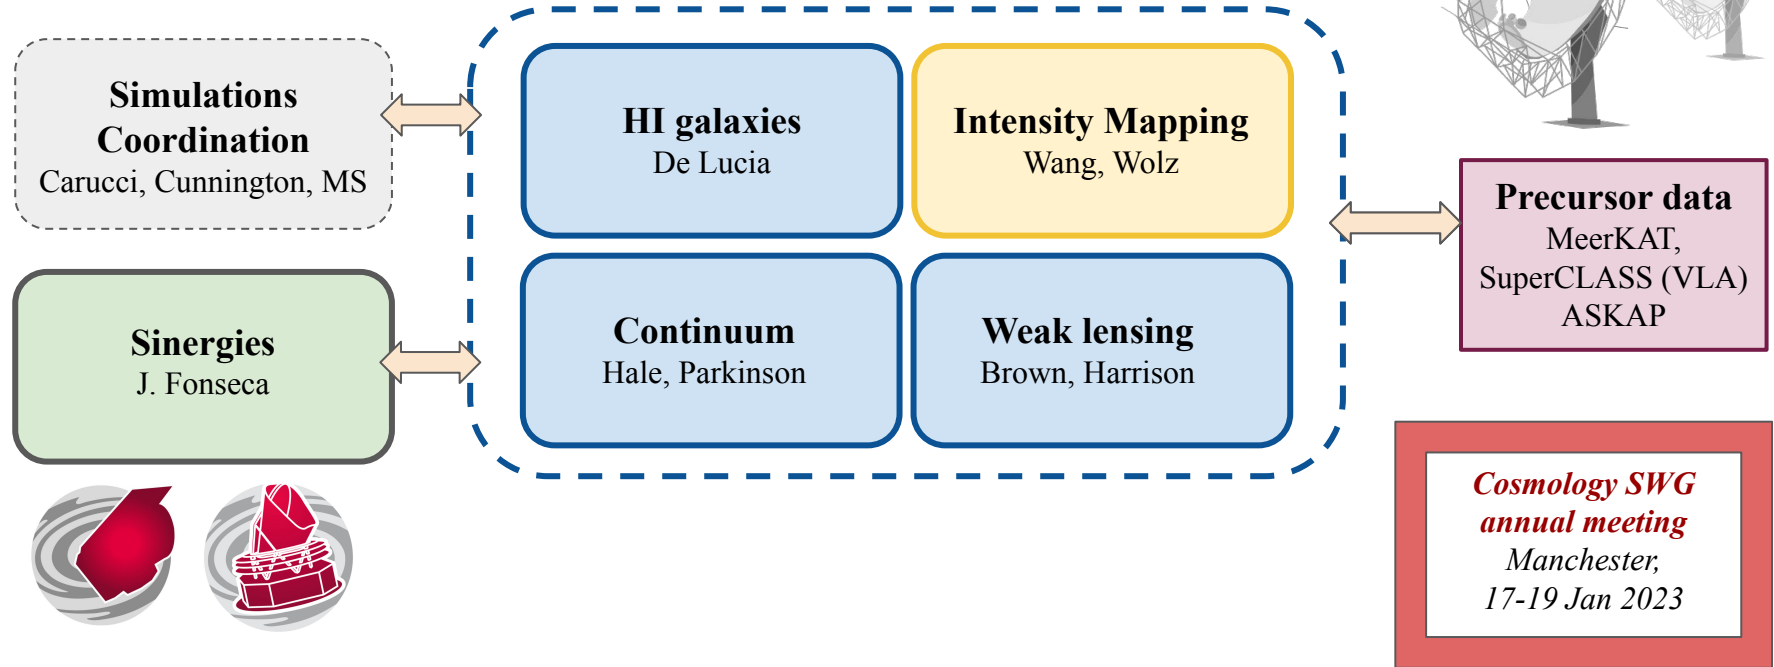 Simulations
Coordination
Carucci, Cunnington, MS
HI galaxies
De Lucia
Intensity Mapping
Wang, Wolz
Precursor data
MeerKAT,
SuperCLASS (VLA)
ASKAP
Sinergies
J. Fonseca
Continuum
Hale, Parkinson
Weak lensing
Brown, Harrison
Cosmology SWG
annual meeting
Manchester,
17-19 Jan 2023